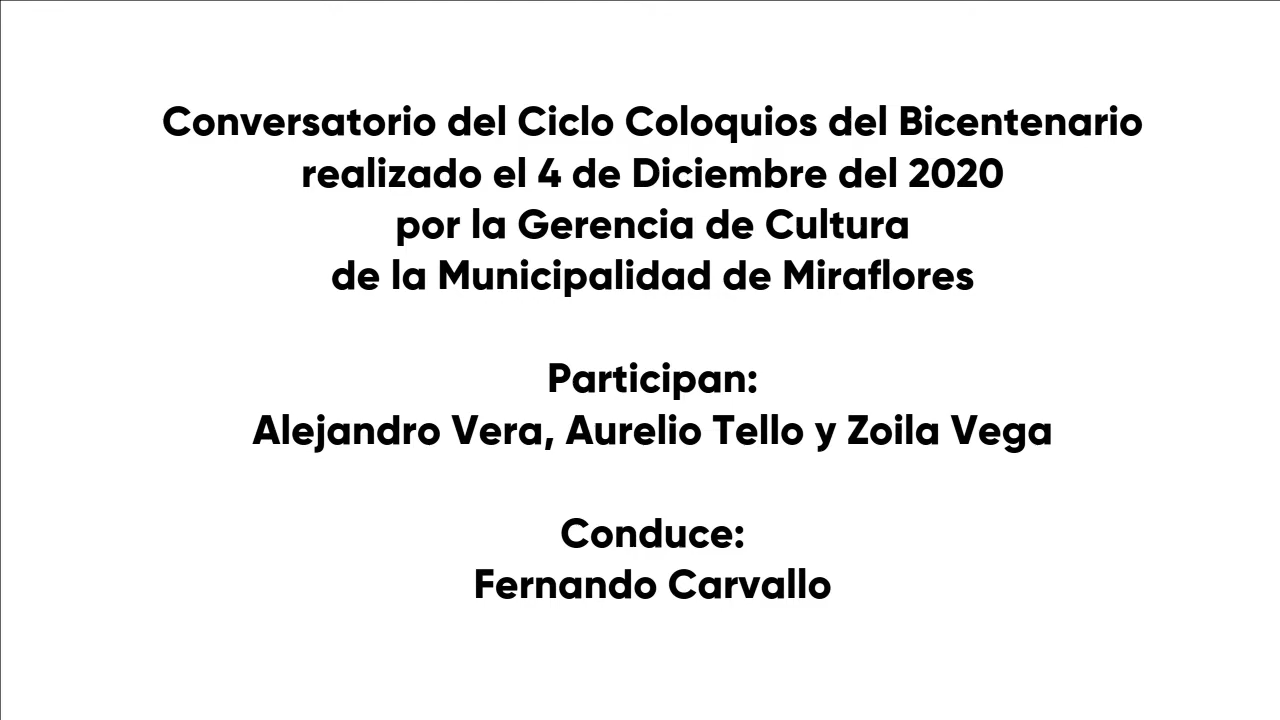 Conversatorio del Ciclo Coloquios del Bicentenario
realizado el 4 de Diciembre del 2020
por la Gerencia de Cultura
de la Municipalidad de Miraflores
Participan:
Alejandro Vera, Aurelio Tello y Zoila Vega
Conduce:
Fernando Carvallo